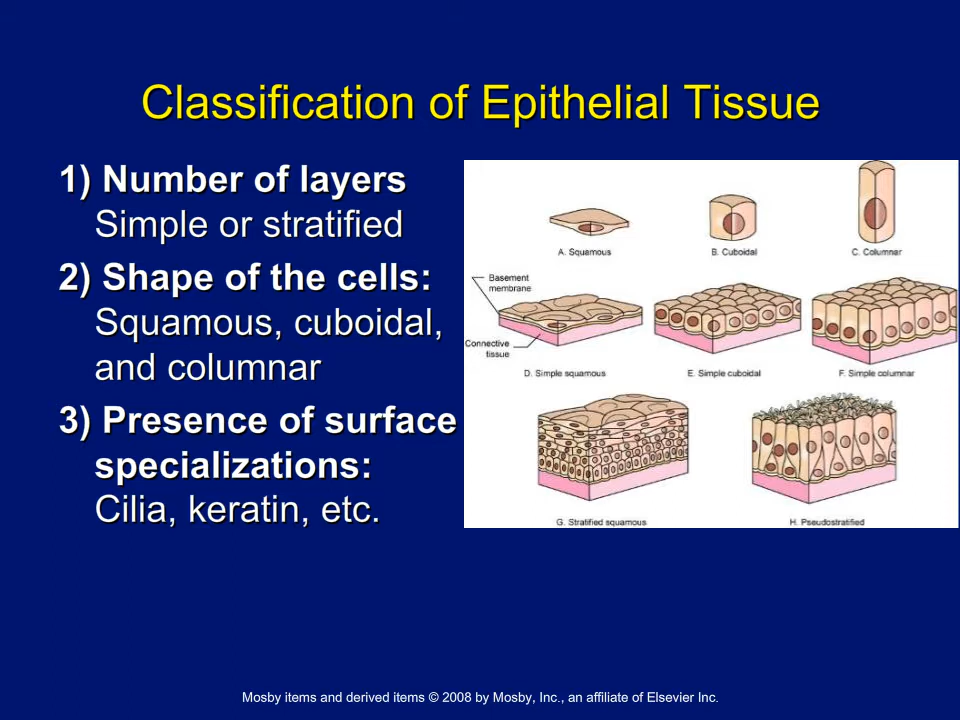 Classification of Epithelial Tissue
1) Number of layers
Simple or stratified
2) Shape of the cells:
Squamous, cuboidal,
and columnar
3) Presence of surface
specializations:
Cilia, keratin, etc.
A. Squamous
B. Cuboidal
C. Columnar
Basement
membrane
Connective
tissue
D. Simple squamous
E. Simple cuboidal
F. Simple columnar
G. Stratified squamous
H. Pseudostratified
Mosby items and derived items © 2008 by Mosby, Inc., an affiliate of Elsevier Inc.